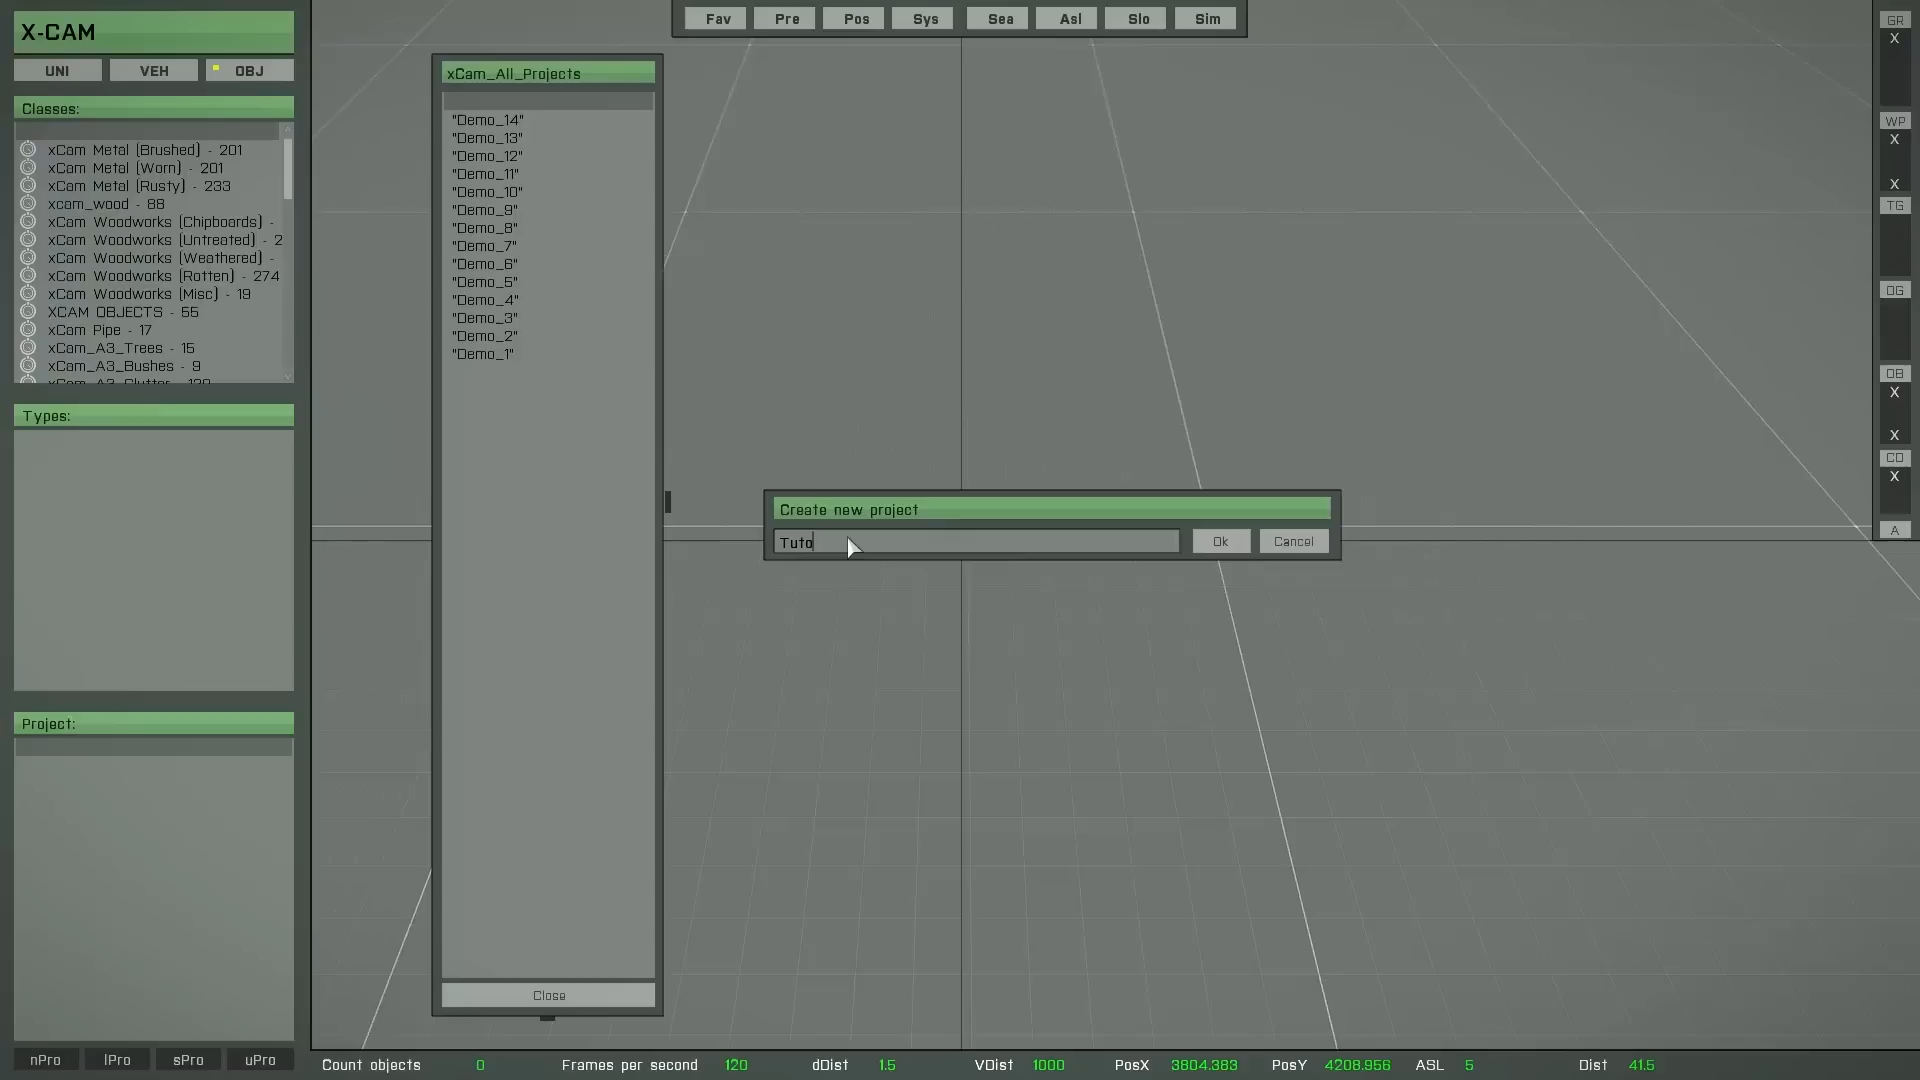 X-CAM
UNI
VEH
OBJ
Classes:
xCam Metal (Brushed) - 201
xCam Metal (Worn) - 201
xCam Metal (Rusty) - 233
xcam_wood - 88
xCam Woodworks (Chipboards) -
xCam Woodworks (Untreated) - 2
xCam Woodworks (Weathered) -
xCam Woodworks (Rotten) - 274
xCam Woodworks (Misc) - 19
XCAM OBJECTS - 55
xCam Pipe - 17
xCam_A3_Trees - 15
xCam_A3_Bushes - 9
Types:
Project:
nPro
lPro
sPro
uPro
xCam_All_Projects
"Demo_14"
"Demo_13"
"Demo_12"
"Demo_11"
"Demo_10"
"Demo_9"
"Demo_8"
"Demo_7"
"Demo_6"
"Demo_5"
"Demo_4"
"Demo_3"
"Demo_2"
"Demo_1"
Close
Fav
Pre
Pos
Sys
Sea
Asl
Slo
Sim
Create new project
Tuto
Ok
Cancel
GR
X
WP
X
X
TG
OG
OB
X
X
CO
X
A
Count objects 0 Frames per second 120 dDist 1.5 VDist 1000 PosX 3804.383 PosY 4208.956 ASL 5 Dist 41.5